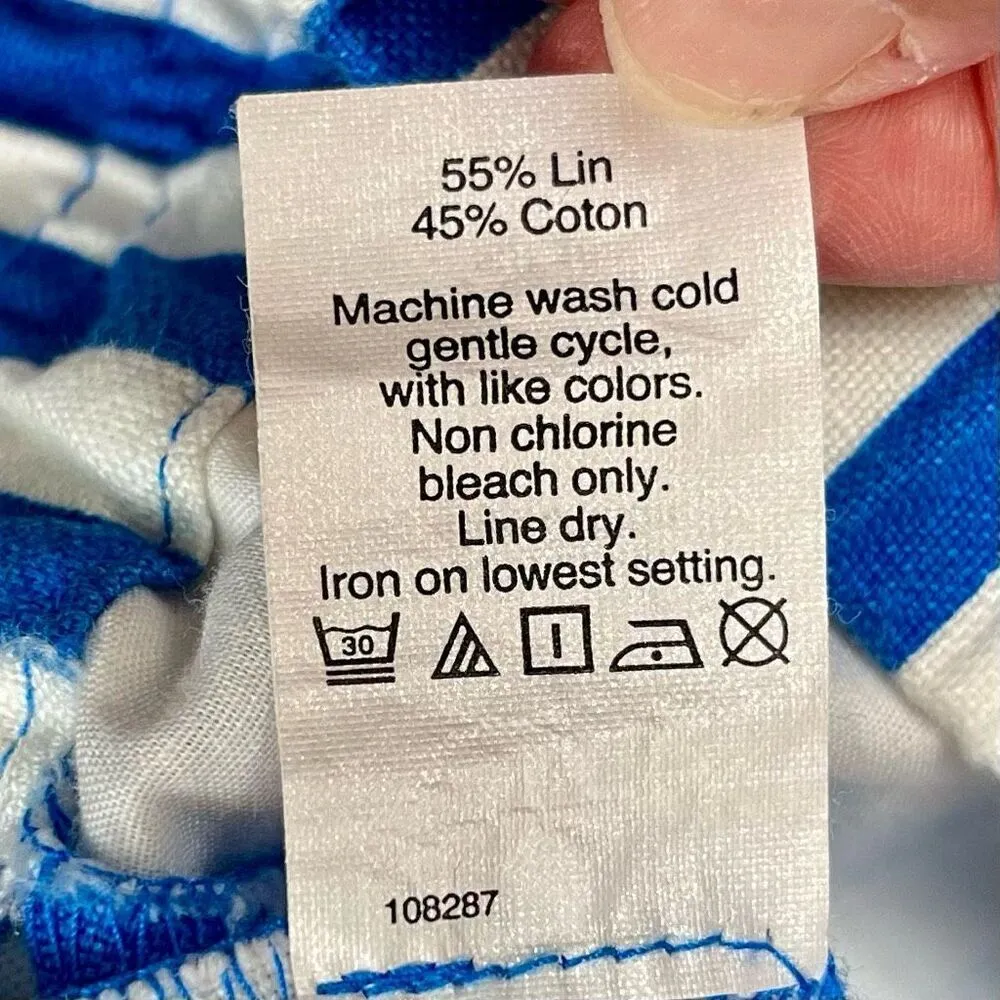 55% Lin
45% Coton
Machine wash cold
gentle cycle,
with like colors.
Non chlorine
bleach only.
Line dry.
Iron on lowest setting.
30
108287